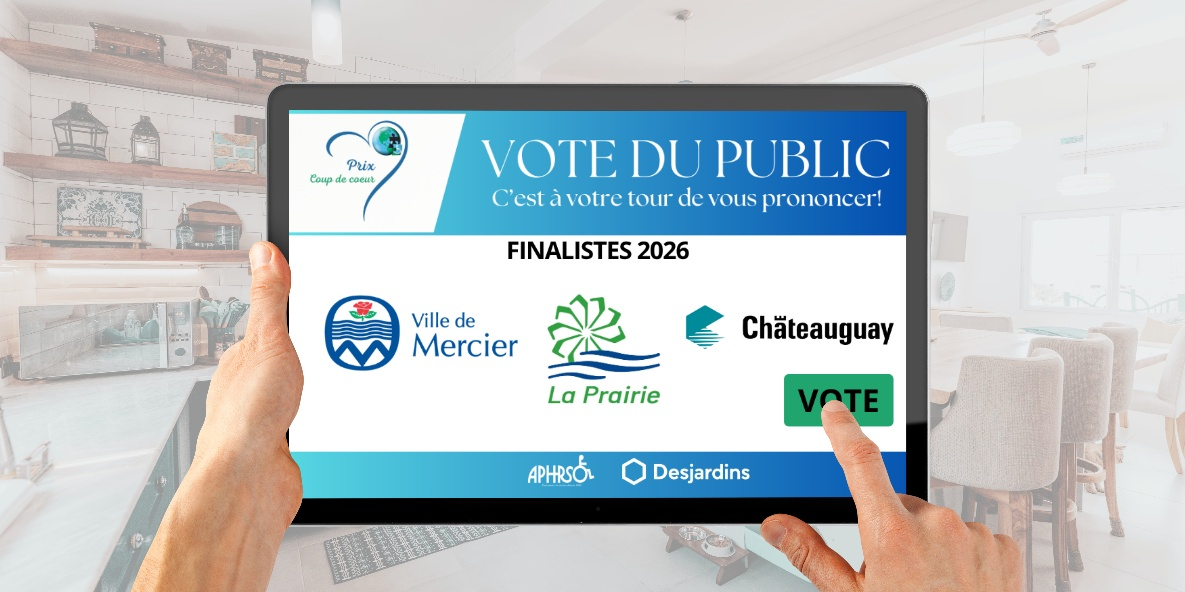 Prix
Coup de coeur
VOTE DU PUBLIC
C'est à votre tour de vous prononcer!
FINALISTES 2026
Ville de
Mercier
La Prairie
Châteauguay
VOTE
APHRSO
Desjardins